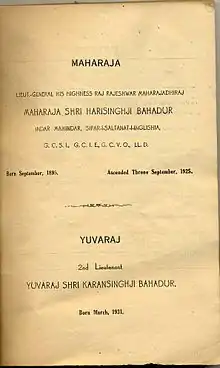 MAHARAJA
LIEUT-GENERAL HIS HIGHNESS RAJ RAJESHWAR MAHARAJADHIRAJ
MAHARAJA SHRI HARISINGHJI BAHADUR
INDAR MAHINDAR, SIPAR-I-SALTANAT-I-INGLISHIA,
G. C. S. I., G. C. I. E., G. C. V. O., LL. D.
Born September, 1895. Ascended Throne September, 1925.
YUVARAJ
2nd Lieutenant
YUVARAJ SHRI KARANSINGHJI BAHADUR.
Born March, 1931.